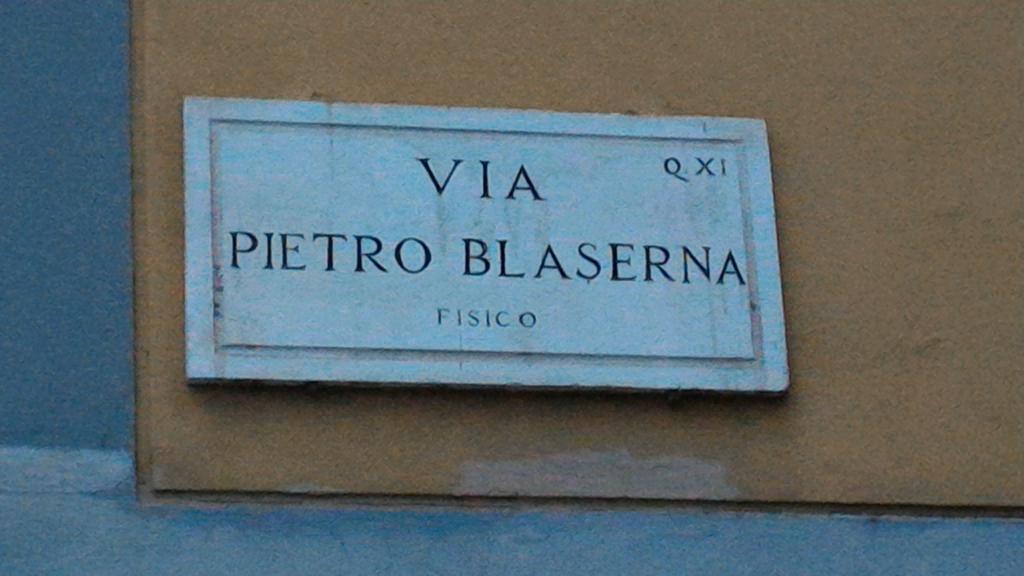 VIA
Q. XI
PIETRO BLASERNA
FISICO